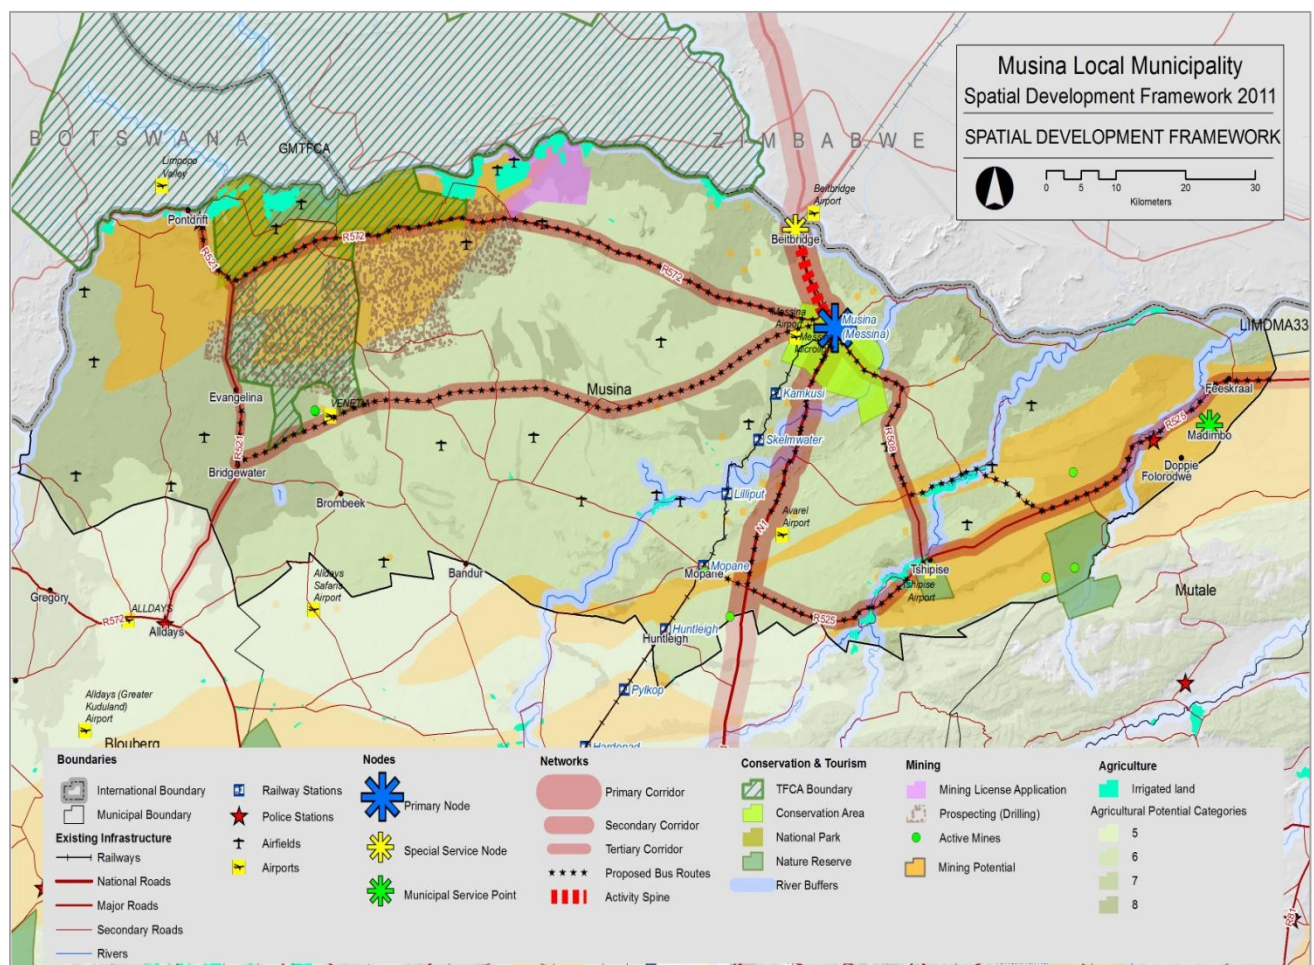 Musina Local Municipality
Spatial Development Framework 2011
SPATIAL DEVELOPMENT FRAMEWORK
0 5 10 20 30
Kilometers
BOTSWANA
ZIMBABWE
GMTFCA
Limpopo
Valley
Pontdrift
Beitbridge
Airport
Beitbridge
R572
R521
R572
Messina
Airport
Musina
(Messina)
LIMDMA33
Evangelina
VENETIA
Musina
Kamkusi
Feeskraal
R525
Madimbo
Skelmwater
R508
R521
Bridgewater
Doppie
Folorodwe
Brombeek
Lilliput
N1
Avarel
Airport
Mopane
Mopane
Bandur
Tshipise
Tshipise
Airport
Alldays
Safaris
Airport
Mutale
Gregory
ALLDAYS
R572
Alldays
R525
Huntleigh
Huntleigh
Pylkop
Alldays (Greater
Kuduland)
Airport
Blouberg
Boundaries
International Boundary
Municipal Boundary
Existing Infrastructure
Railways
National Roads
Major Roads
Secondary Roads
Rivers
Railway Stations
Police Stations
Airfields
Airports
Nodes
Primary Node
Special Service Node
Municipal Service Point
Networks
Primary Corridor
Secondary Corridor
Tertiary Corridor
Proposed Bus Routes
Activity Spine
Conservation & Tourism
TFCA Boundary
Conservation Area
National Park
Nature Reserve
River Buffers
Mining
Mining License Application
Prospecting (Drilling)
Active Mines
Mining Potential
Agriculture
Irrigated land
Agricultural Potential Categories
5
6
7
8
R81